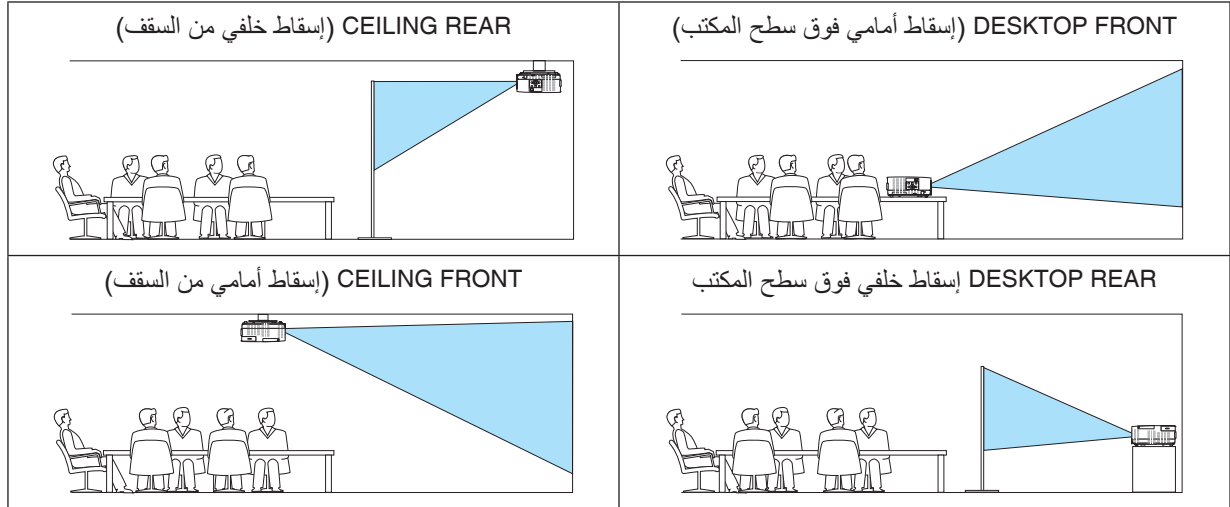 DESKTOP FRONT (إسقاط أمامي فوق سطح المكتب)
CEILING REAR (إسقاط خلفي من السقف)
DESKTOP REAR إسقاط خلفي فوق سطح المكتب
CEILING FRONT (إسقاط أمامي من السقف)